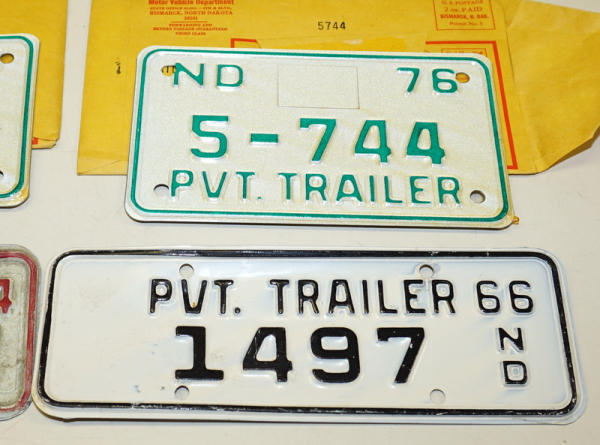 Motor Vehicle Department
BISMARCK, NORTH DAKOTA
5744
U.S. POSTAGE
PAID
BISMARCK, N. DAK.
ND 76
5-744
PVT. TRAILER
PVT. TRAILER 66
1497
ND